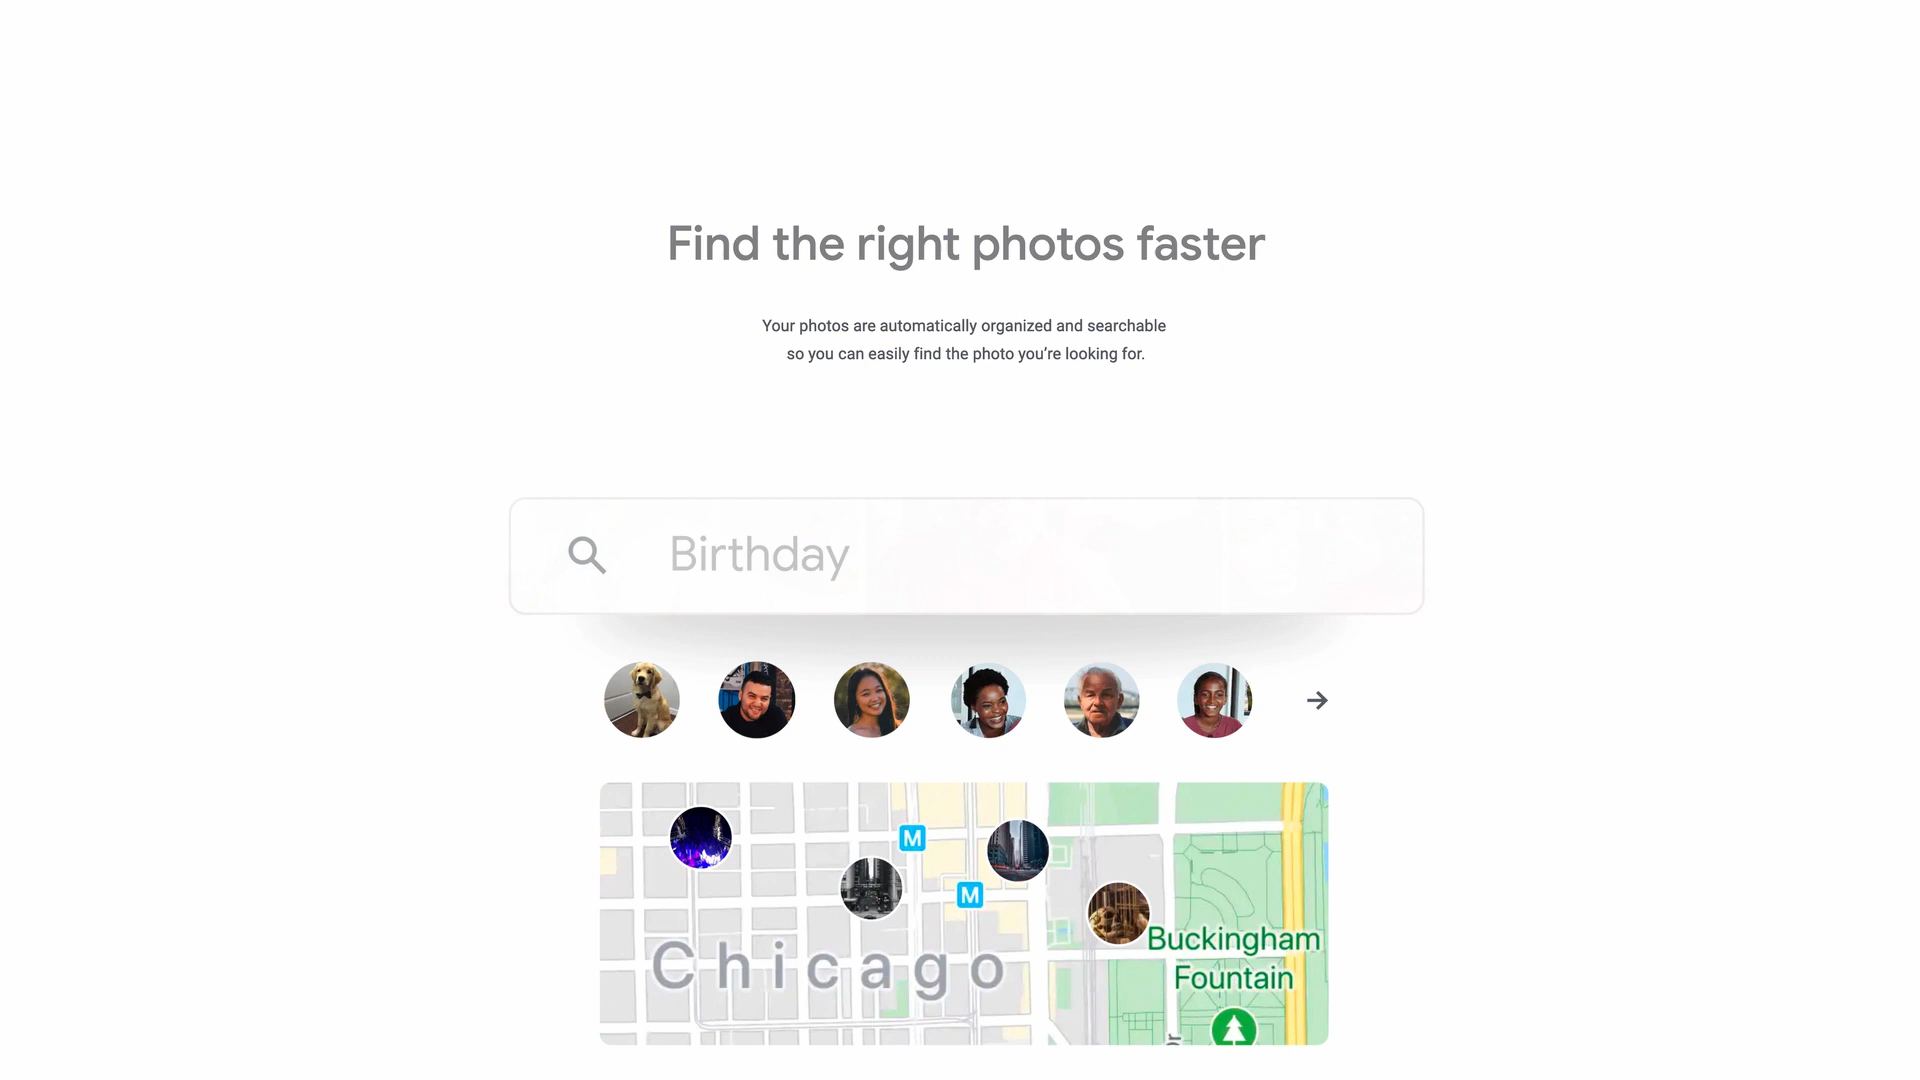 Find the right photos faster
Your photos are automatically organized and searchable
so you can easily find the photo you’re looking for.
Birthday
M
M
Chicago
Buckingham
Fountain